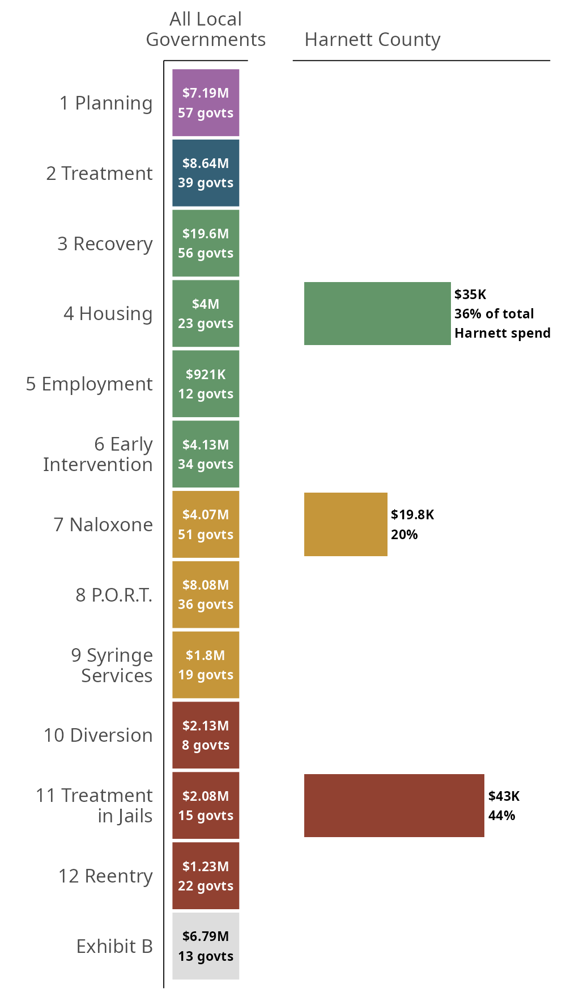 All Local
Governments
Harnett County
1 Planning
$7.19M
57 govts
2 Treatment
$8.64M
39 govts
3 Recovery
$19.6M
56 govts
4 Housing
$4M
23 govts
$35K
36% of total
Harnett spend
5 Employment
$921K
12 govts
6 Early
Intervention
$4.13M
34 govts
7 Naloxone
$4.07M
51 govts
$19.8K
20%
8 P.O.R.T.
$8.08M
36 govts
9 Syringe
Services
$1.8M
19 govts
10 Diversion
$2.13M
8 govts
11 Treatment
in Jails
$2.08M
15 govts
$43K
44%
12 Reentry
$1.23M
22 govts
Exhibit B
$6.79M
13 govts